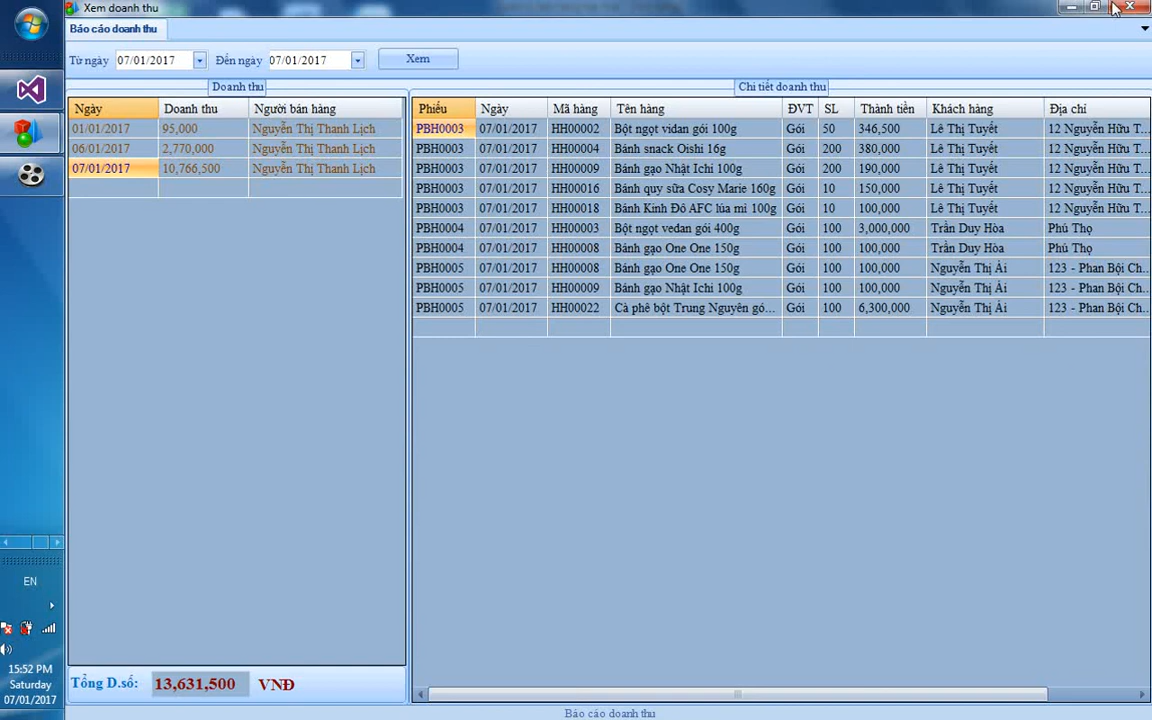 Xem doanh thu
Báo cáo doanh thu
Từ ngày 07/01/2017 Đến ngày 07/01/2017 Xem
Doanh thu
Ngày Doanh thu Người bán hàng
01/01/2017 95,000 Nguyễn Thị Thanh Lịch
06/01/2017 2,770,000 Nguyễn Thị Thanh Lịch
07/01/2017 10,766,500 Nguyễn Thị Thanh Lịch
Tổng D.số: 13,631,500 VNĐ
Chi tiết doanh thu
Phiếu Ngày Mã hàng Tên hàng ĐVT SL Thành tiền Khách hàng Địa chỉ
PBH0003 07/01/2017 HH00002 Bột ngọt vidan gói 100g Gói 50 346,500 Lê Thị Tuyết 12 Nguyễn Hữu T...
PBH0003 07/01/2017 HH00004 Bánh snack Oishi 16g Gói 200 380,000 Lê Thị Tuyết 12 Nguyễn Hữu T...
PBH0003 07/01/2017 HH00009 Bánh gạo Nhật Ichi 100g Gói 200 190,000 Lê Thị Tuyết 12 Nguyễn Hữu T...
PBH0003 07/01/2017 HH00016 Bánh quy sữa Cosy Marie 160g Gói 10 150,000 Lê Thị Tuyết 12 Nguyễn Hữu T...
PBH0003 07/01/2017 HH00018 Bánh Kinh Đô AFC lúa mì 100g Gói 10 100,000 Lê Thị Tuyết 12 Nguyễn Hữu T...
PBH0004 07/01/2017 HH00003 Bột ngọt vedan gói 400g Gói 100 3,000,000 Trần Duy Hòa Phú Thọ
PBH0004 07/01/2017 HH00008 Bánh gạo One One 150g Gói 100 100,000 Trần Duy Hòa Phú Thọ
PBH0005 07/01/2017 HH00008 Bánh gạo One One 150g Gói 100 100,000 Nguyễn Thị Ải 123 - Phan Bội Ch...
PBH0005 07/01/2017 HH00009 Bánh gạo Nhật Ichi 100g Gói 100 100,000 Nguyễn Thị Ải 123 - Phan Bội Ch...
PBH0005 07/01/2017 HH00022 Cà phê bột Trung Nguyên gó... Gói 100 6,300,000 Nguyễn Thị Ải 123 - Phan Bội Ch...
Báo cáo doanh thu
EN
15:52 PM
Saturday
07/01/2017